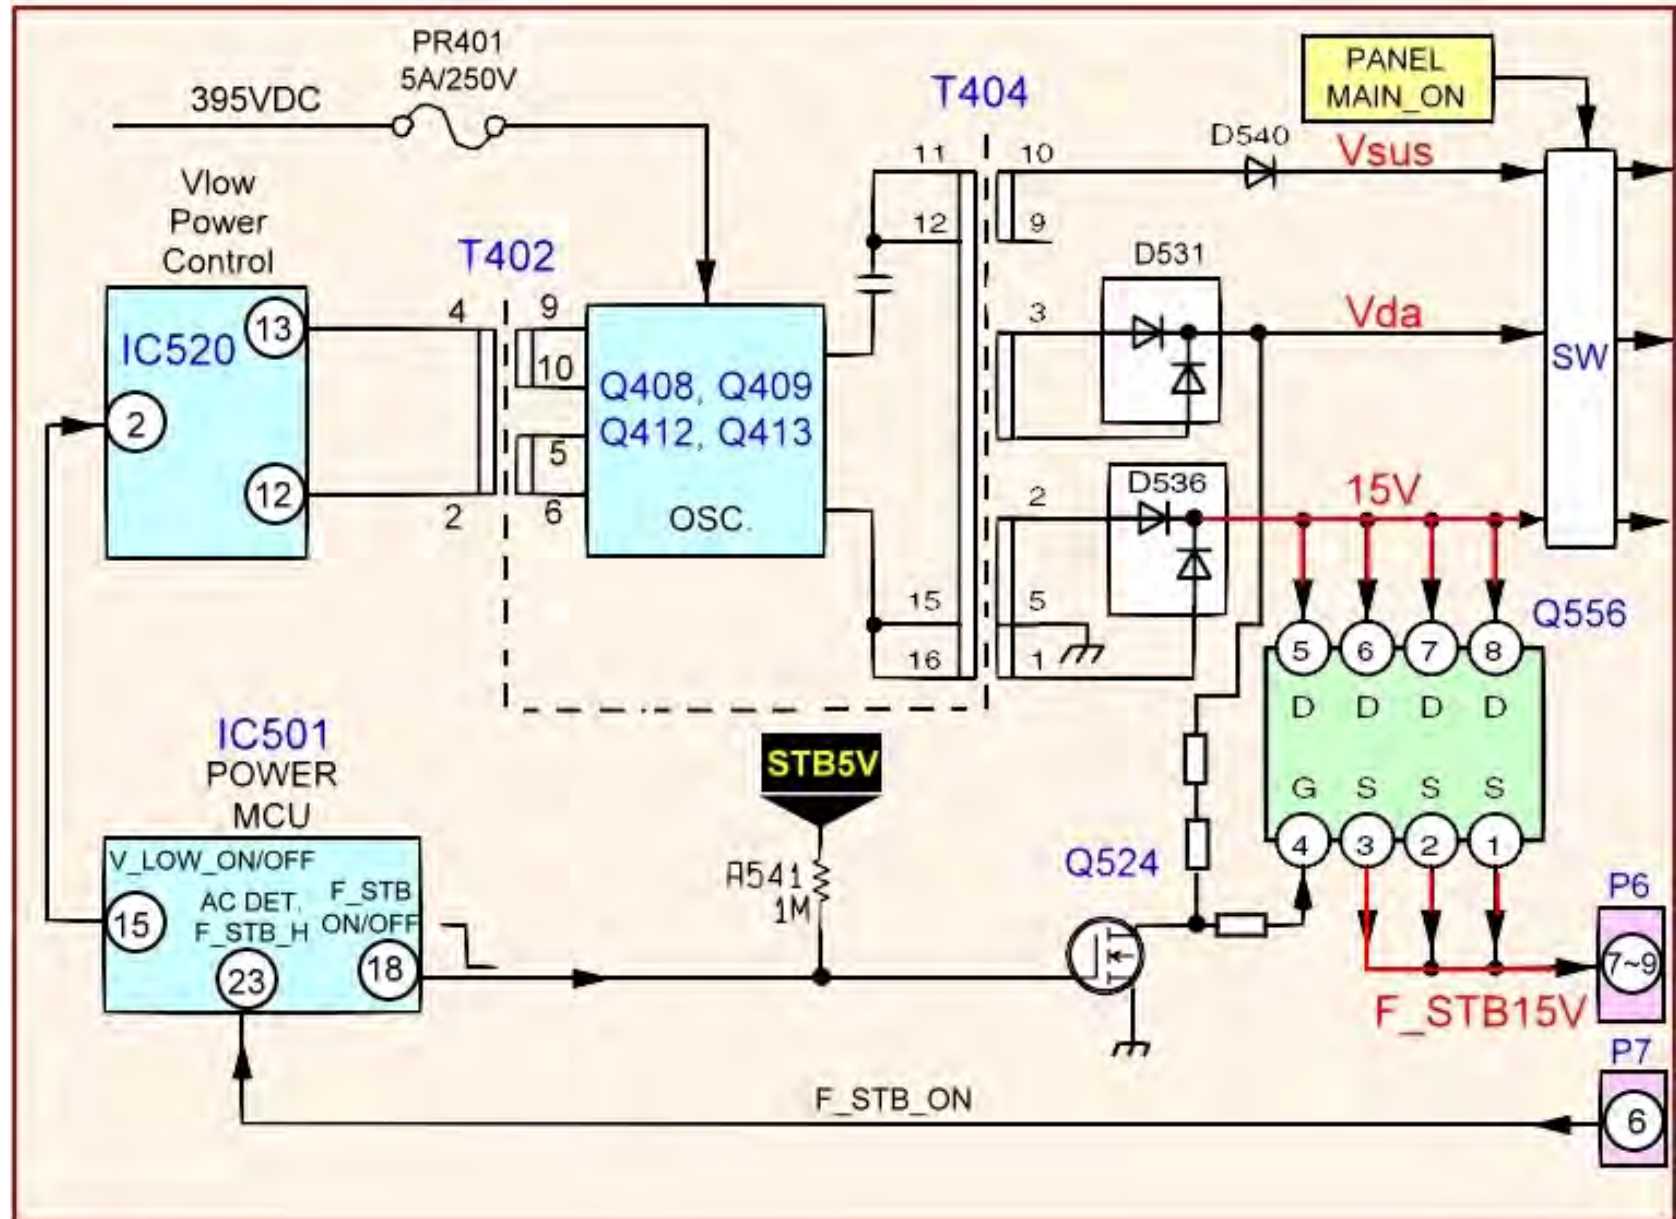 PR401
5A/250V
395VDC
T404
PANEL
MAIN_ON
D540
Vsus
11
10
12
9
Vlow
Power
Control
T402
D531
IC520
13
2
12
4
2
9
10
5
6
Q408, Q409
Q412, Q413
OSC.
3
Vda
SW
2
D536
15V
15
5
16
1
Q556
5
6
7
8
D
D
D
D
G
S
S
S
4
3
2
1
IC501
POWER
MCU
STB5V
V_LOW_ON/OFF
AC DET.
F_STB_H
F_STB
ON/OFF
15
23
18
R541
1M
Q524
P6
7~9
F_STB15V
P7
6
F_STB_ON